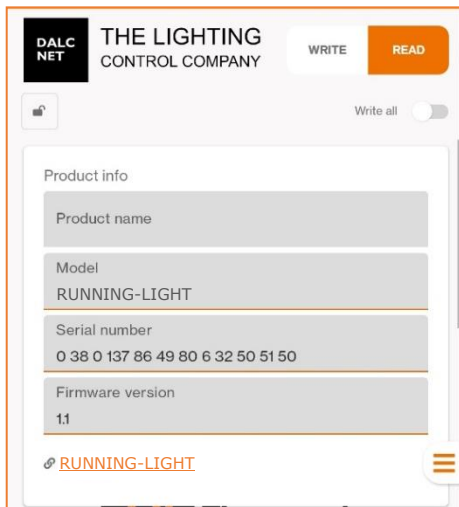 DALC
NET
THE LIGHTING
CONTROL COMPANY
WRITE
READ
Write all
Product info
Product name
Model
RUNNING-LIGHT
Serial number
0 38 0 137 86 49 80 6 32 50 51 50
Firmware version
1.1
RUNNING-LIGHT